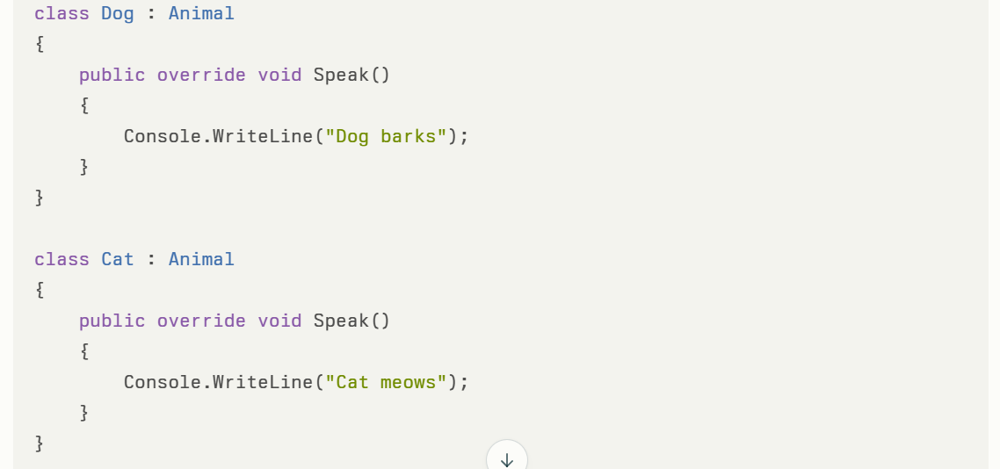 class Dog : Animal
{
    public override void Speak()
    {
        Console.WriteLine("Dog barks");
    }
}

class Cat : Animal
{
    public override void Speak()
    {
        Console.WriteLine("Cat meows");
    }
}